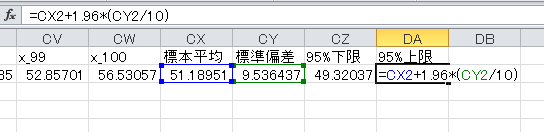 fx =CX2+1.96*(CY2/10)
CV CW CX CY CZ DA DB
x_99 x_100 標本平均 標準偏差 95%下限 95%上限
85 52.85701 56.53057 51.18951 9.536437 49.32037 =CX2+1.96*(CY2/10)